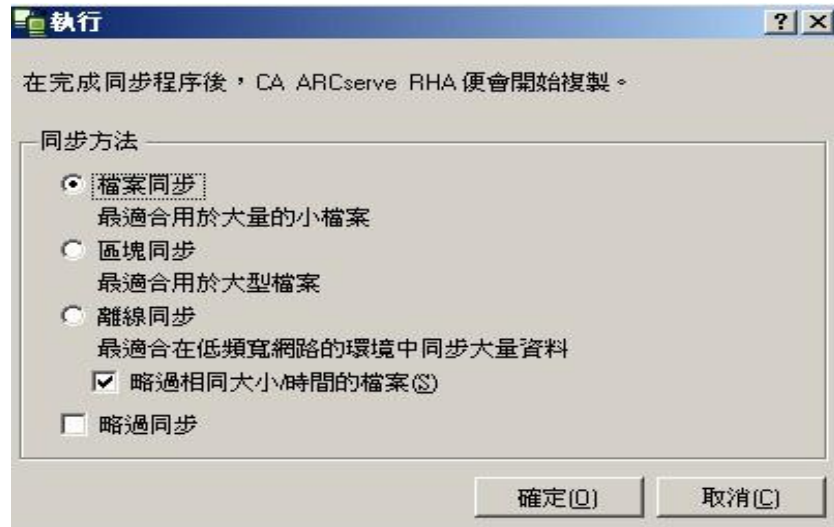 執行
在完成同步程序後，CA ARCserve RHA 便會開始複製。
同步方法
檔案同步
最適合用於大量的小檔案
區塊同步
最適合用於大型檔案
離線同步
最適合在低頻寬網路的環境中同步大量資料
略過相同大小/時間的檔案(S)
略過同步
確定(O) 取消(C)